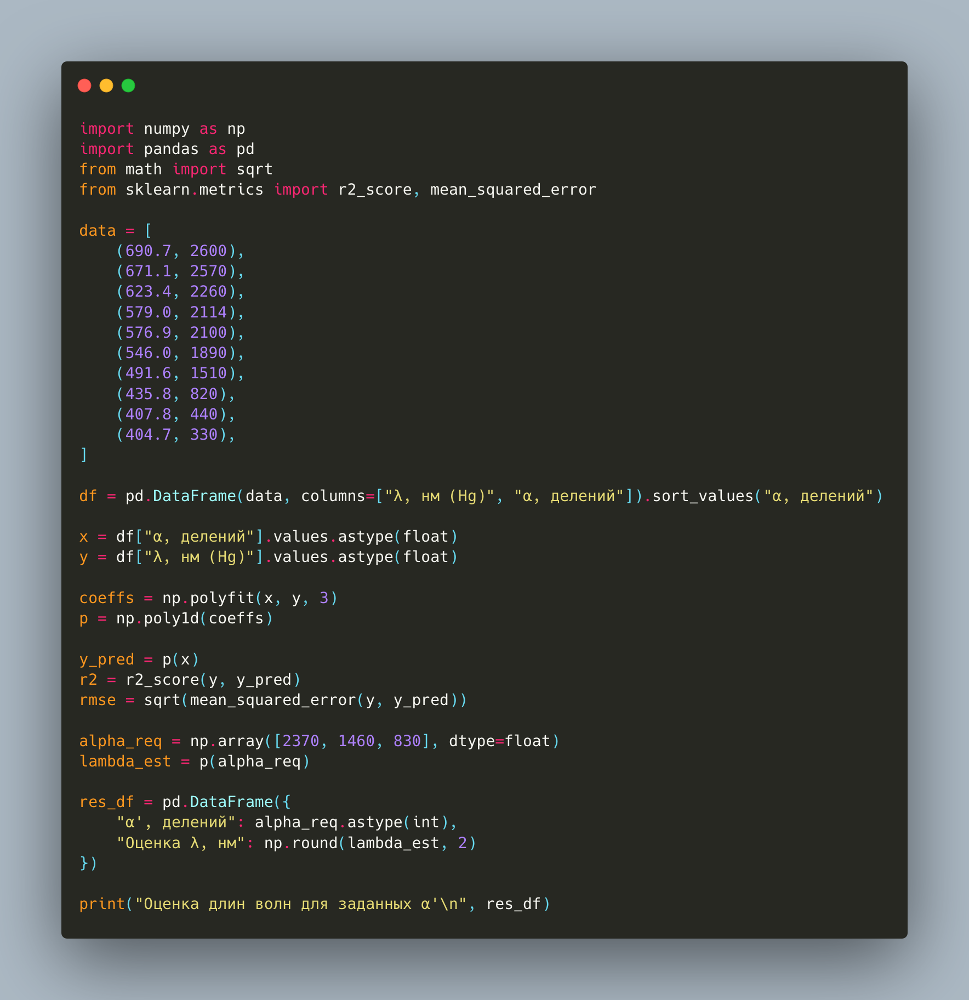 import numpy as np
import pandas as pd
from math import sqrt
from sklearn.metrics import r2_score, mean_squared_error

data = [
    (690.7, 2600),
    (671.1, 2570),
    (623.4, 2260),
    (579.0, 2114),
    (576.9, 2100),
    (546.0, 1890),
    (491.6, 1510),
    (435.8, 820),
    (407.8, 440),
    (404.7, 330),
]

df = pd.DataFrame(data, columns=["λ, нм (Hg)", "α, делений"]).sort_values("α, делений")

x = df["α, делений"].values.astype(float)
y = df["λ, нм (Hg)"].values.astype(float)

coeffs = np.polyfit(x, y, 3)
p = np.poly1d(coeffs)

y_pred = p(x)
r2 = r2_score(y, y_pred)
rmse = sqrt(mean_squared_error(y, y_pred))

alpha_req = np.array([2370, 1460, 830], dtype=float)
lambda_est = p(alpha_req)

res_df = pd.DataFrame({
    "α', делений": alpha_req.astype(int),
    "Оценка λ, нм": np.round(lambda_est, 2)
})

print("Оценка длин волн для заданных α'\n", res_df)